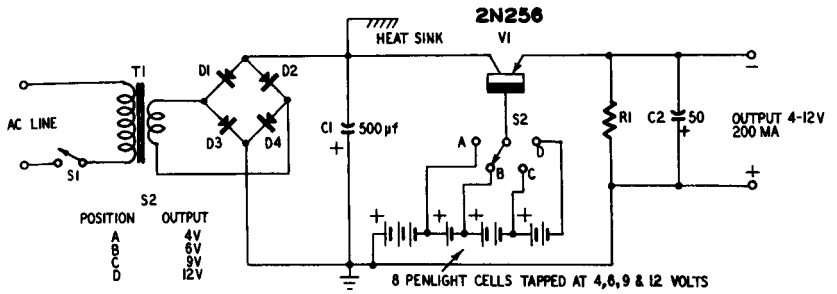 2N256
V1
HEAT SINK
T1
D1
D2
AC LINE
D3
D4
C1
500 µf
+
S1
S2
A
B
C
D
R1
C2
50
+
−
OUTPUT 4-12V
200 MA
+
S2
POSITION OUTPUT
A 4V
B 6V
C 9V
D 12V
+ + + +
8 PENLIGHT CELLS TAPPED AT 4,6,9 & 12 VOLTS